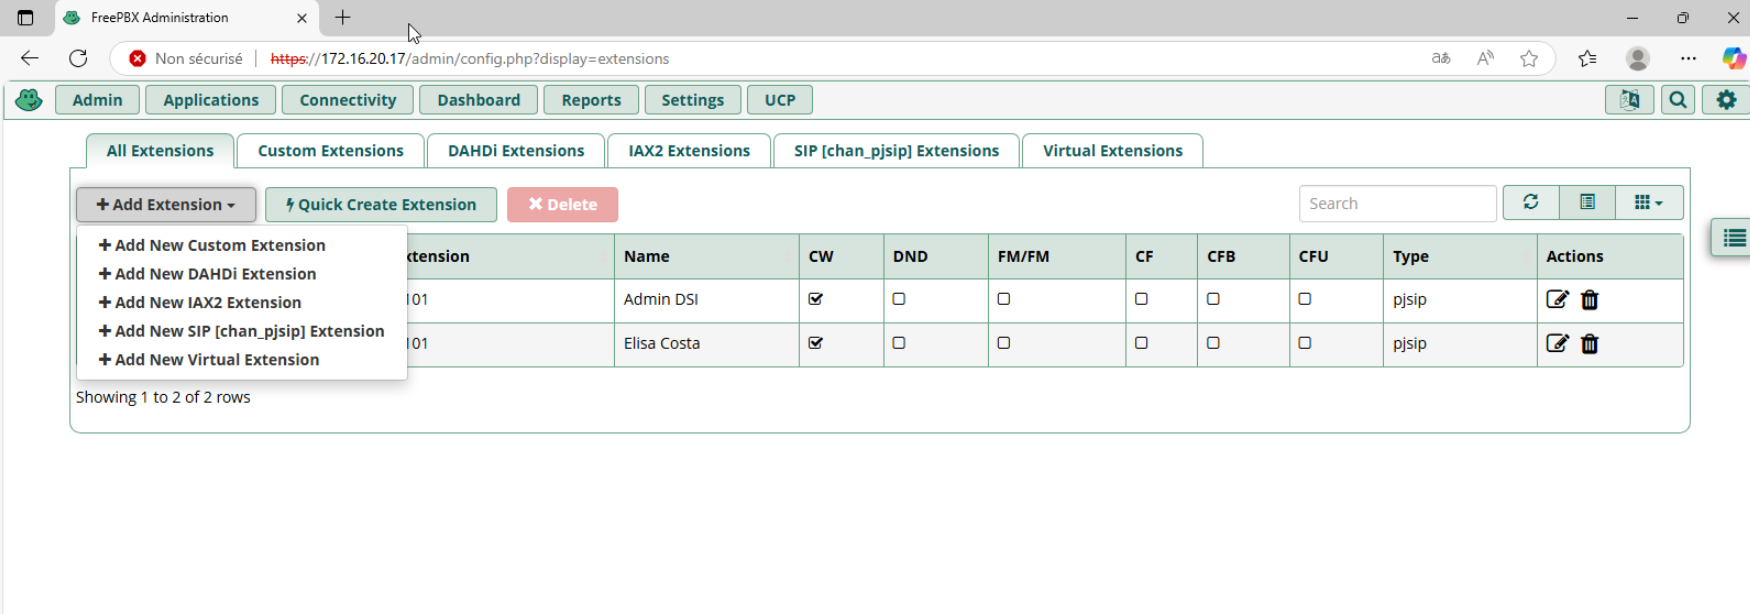 FreePBX Administration
Non sécurisé https://172.16.20.17/admin/config.php?display=extensions
Admin Applications Connectivity Dashboard Reports Settings UCP
All Extensions Custom Extensions DAHDi Extensions IAX2 Extensions SIP [chan_pjsip] Extensions Virtual Extensions
Add Extension Quick Create Extension Delete Search
Add New Custom Extension
Add New DAHDi Extension
Add New IAX2 Extension
Add New SIP [chan_pjsip] Extension
Add New Virtual Extension
xtension Name CW DND FM/FM CF CFB CFU Type Actions
101 Admin DSI pjsip
101 Elisa Costa pjsip
Showing 1 to 2 of 2 rows